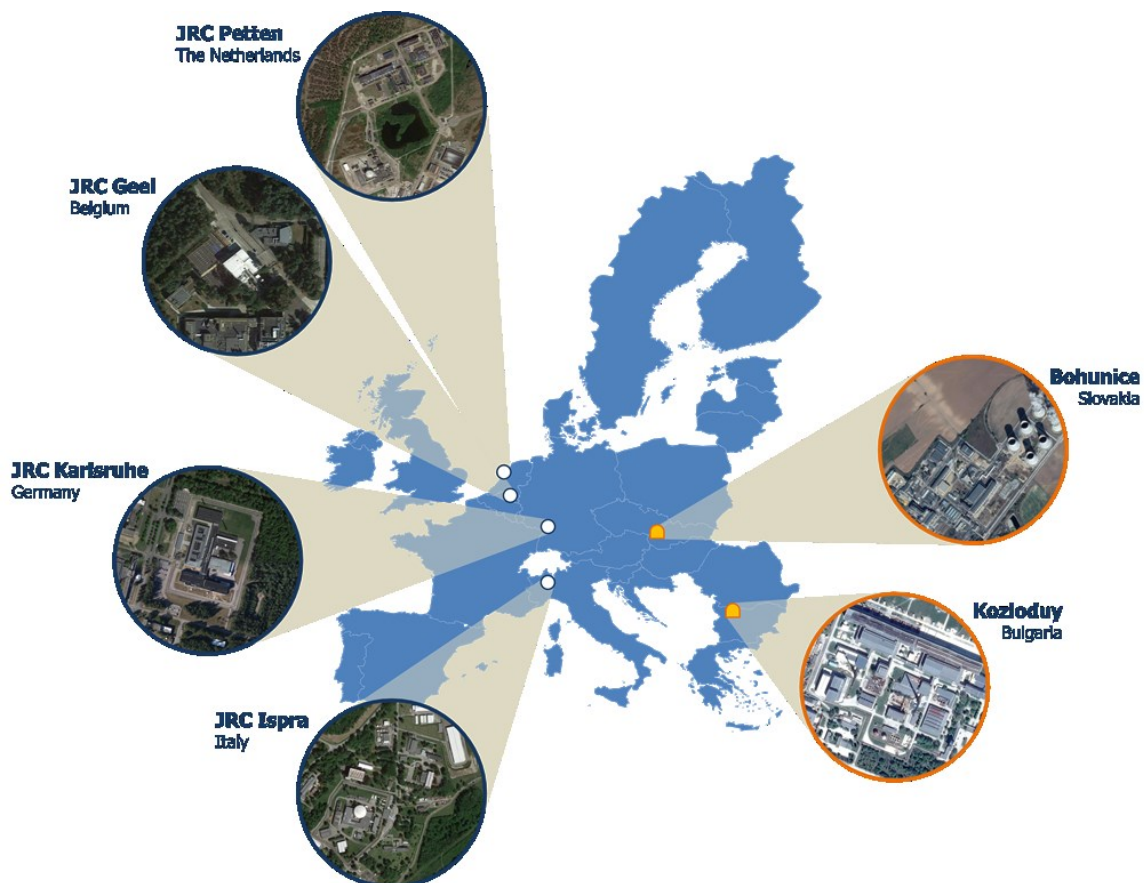 JRC Petten
The Netherlands
JRC Geel
Belgium
Bohunice
Slovakia
JRC Karlsruhe
Germany
Kozloduy
Bulgaria
JRC Ispra
Italy